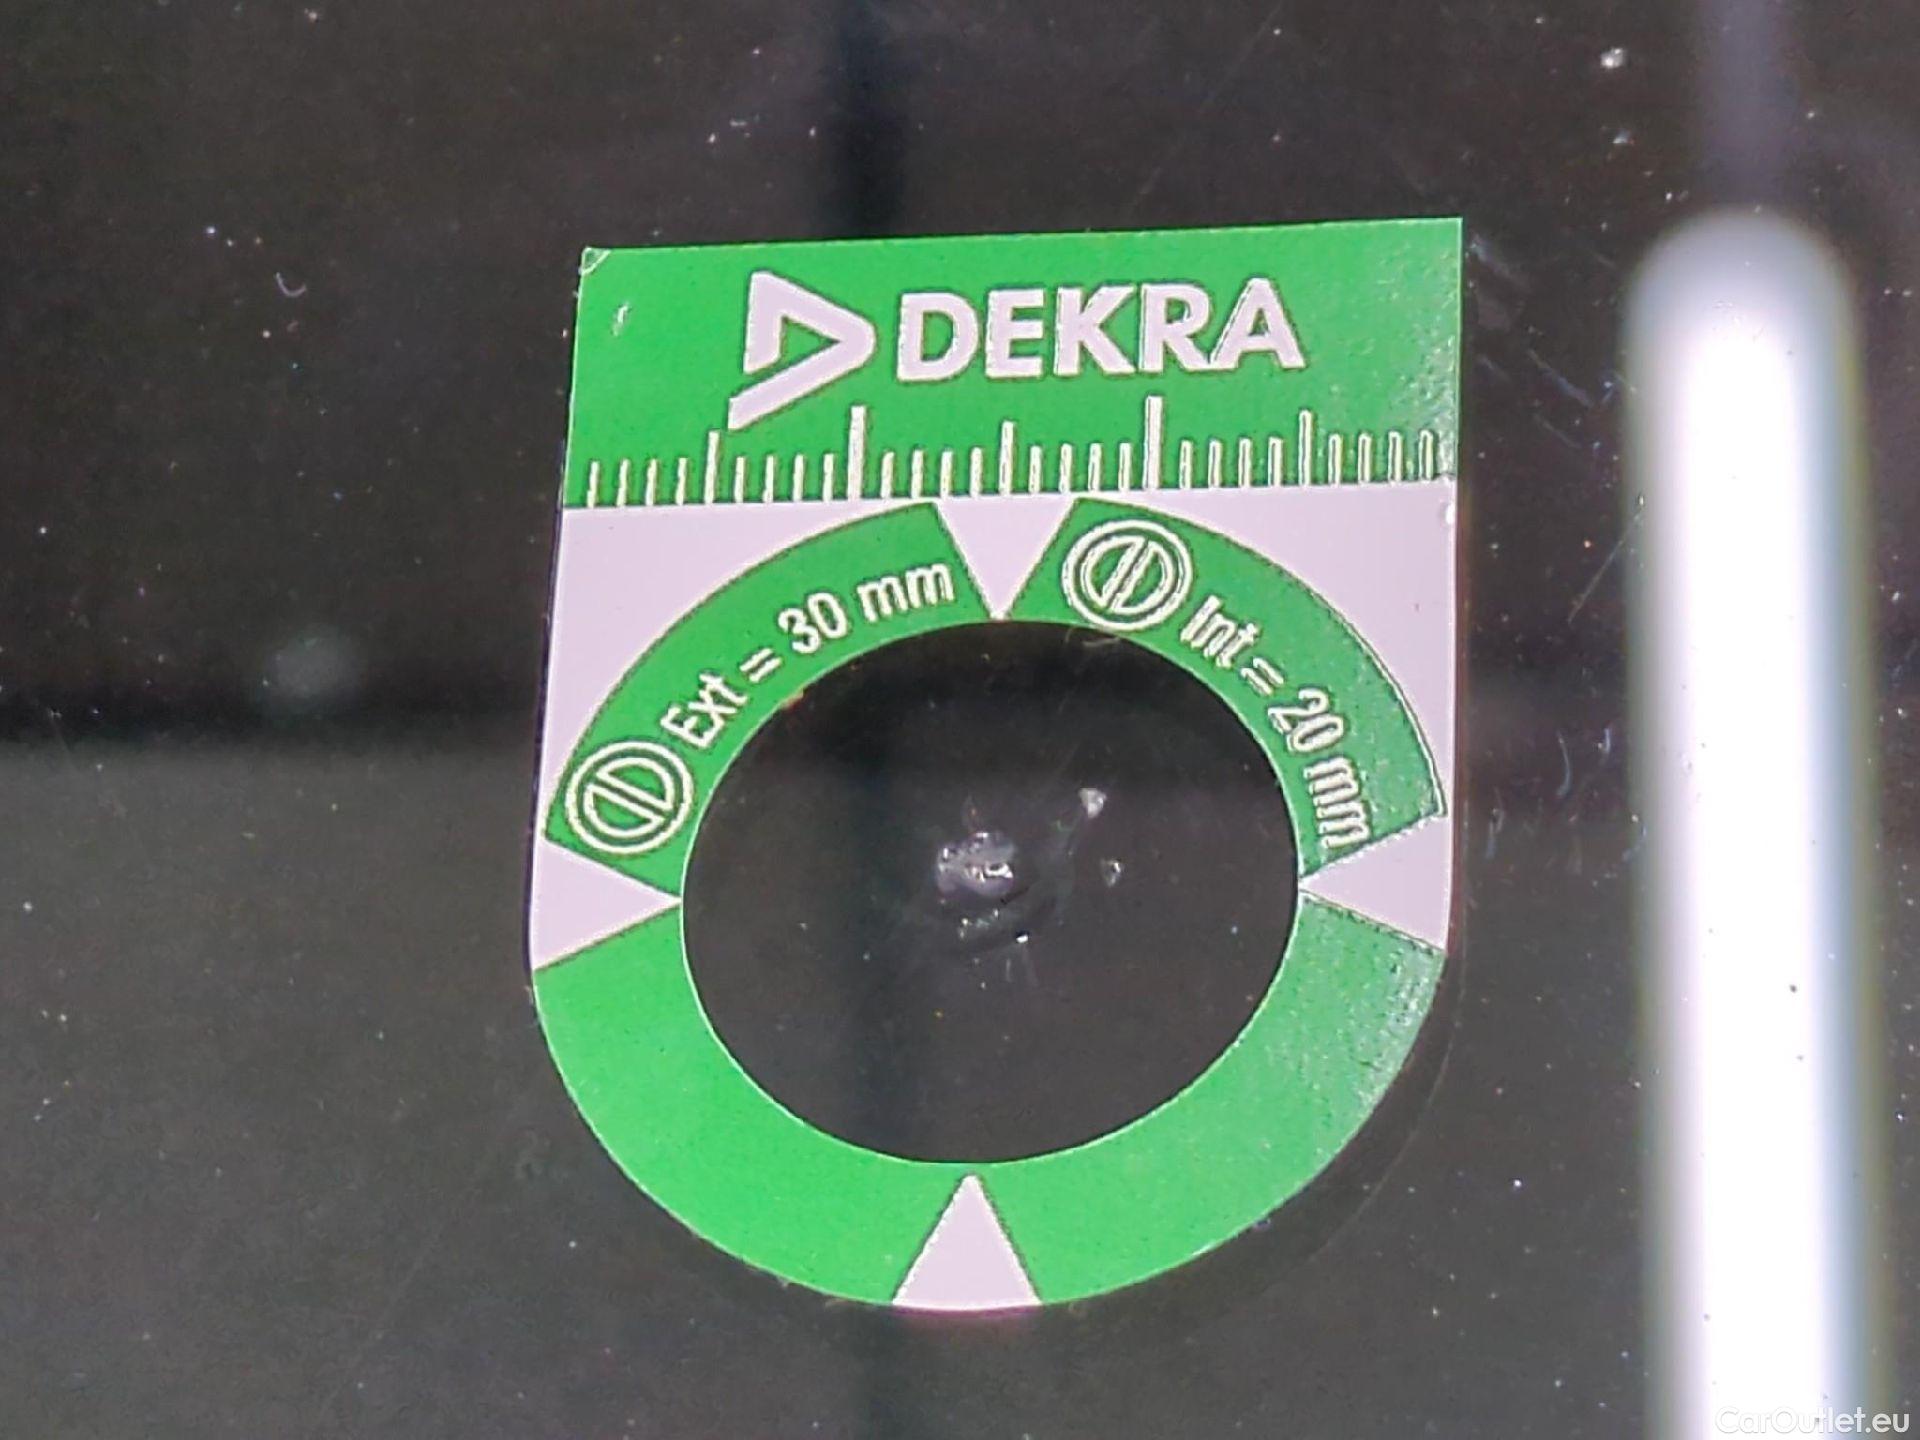 DEKRA
Ext = 30 mm
Int = 20 mm
CarOutlet.eu